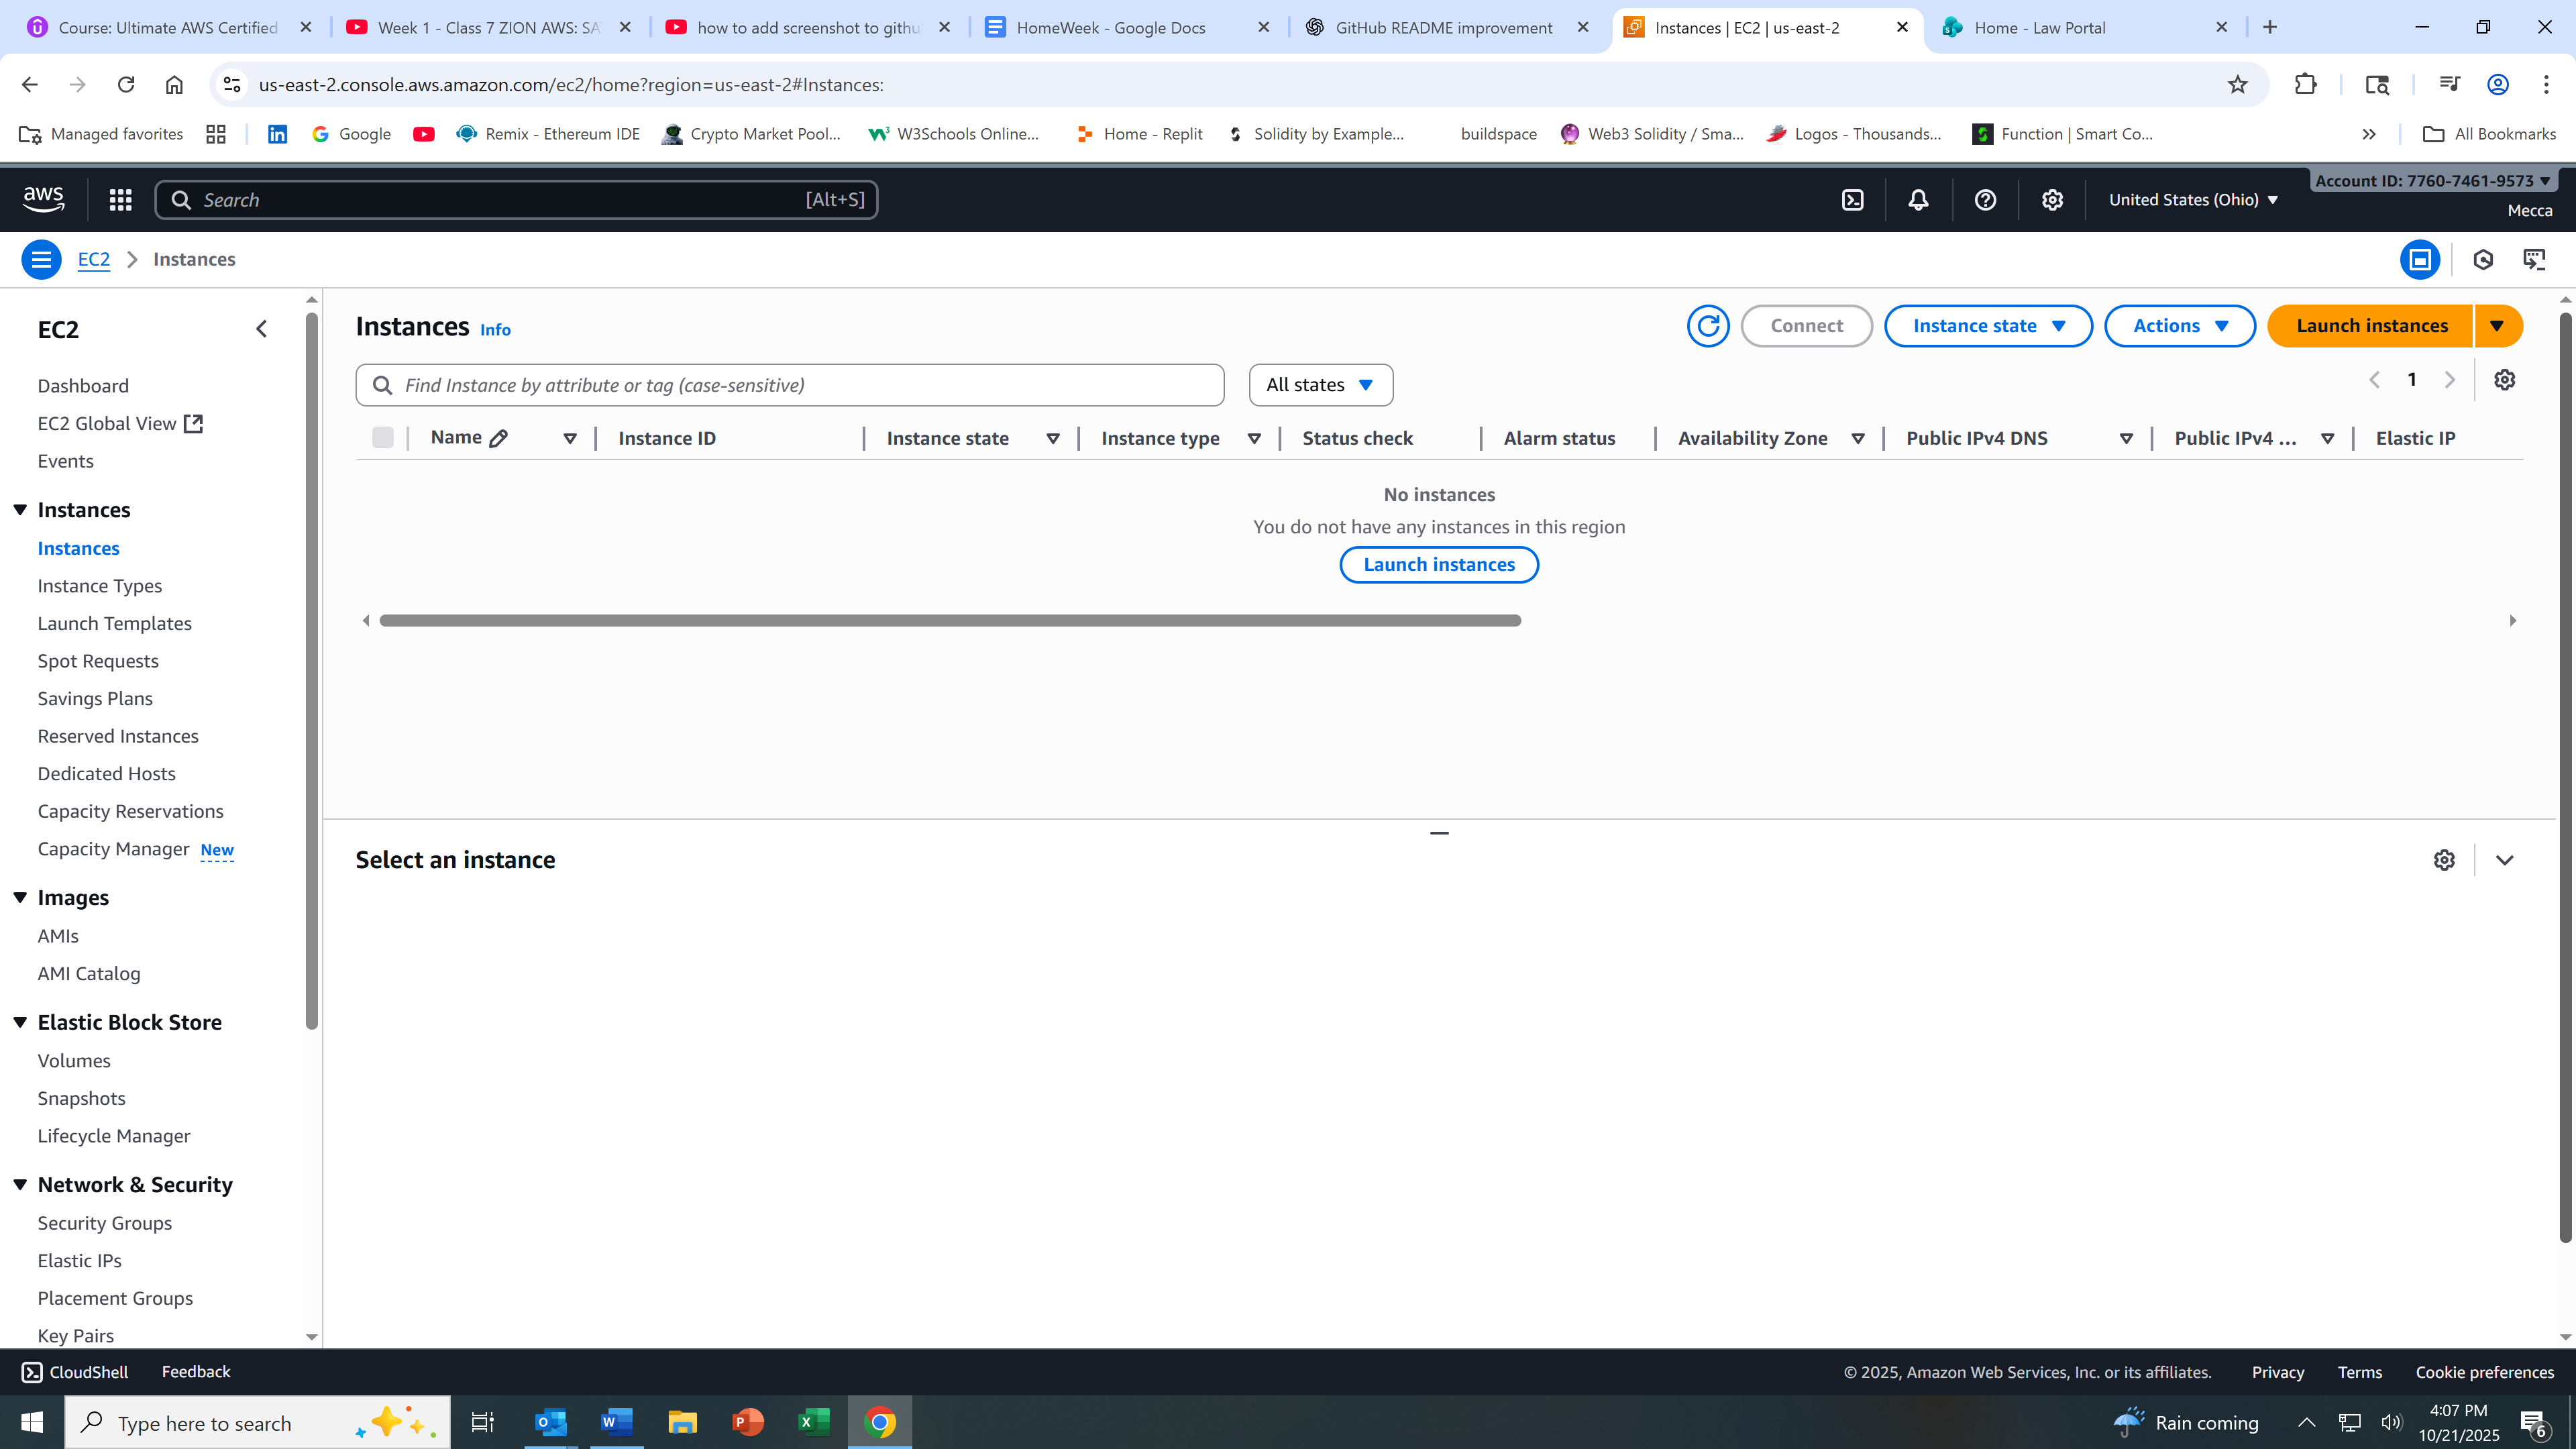 Course: Ultimate AWS Certified
Week 1 - Class 7 ZION AWS: SA
how to add screenshot to githu
HomeWeek - Google Docs
GitHub README improvement
Instances | EC2 | us-east-2
Home - Law Portal
us-east-2.console.aws.amazon.com/ec2/home?region=us-east-2#Instances:
Managed favorites
Google
Remix - Ethereum IDE
Crypto Market Pool...
W3Schools Online...
Home - Replit
Solidity by Example...
buildspace
Web3 Solidity / Sma...
Logos - Thousands...
Function | Smart Co...
All Bookmarks
aws
Search
[Alt+S]
United States (Ohio)
Account ID: 7760-7461-9573
Mecca
EC2
Instances
EC2
Dashboard
EC2 Global View
Events
Instances
Instances
Instance Types
Launch Templates
Spot Requests
Savings Plans
Reserved Instances
Dedicated Hosts
Capacity Reservations
Capacity Manager New
Images
AMIs
AMI Catalog
Elastic Block Store
Volumes
Snapshots
Lifecycle Manager
Network & Security
Security Groups
Elastic IPs
Placement Groups
Key Pairs
Instances Info
Connect
Instance state
Actions
Launch instances
Find Instance by attribute or tag (case-sensitive)
All states
1
Name
Instance ID
Instance state
Instance type
Status check
Alarm status
Availability Zone
Public IPv4 DNS
Public IPv4 ...
Elastic IP
No instances
You do not have any instances in this region
Launch instances
Select an instance
CloudShell
Feedback
© 2025, Amazon Web Services, Inc. or its affiliates.
Privacy
Terms
Cookie preferences
Type here to search
Rain coming
4:07 PM
10/21/2025
6